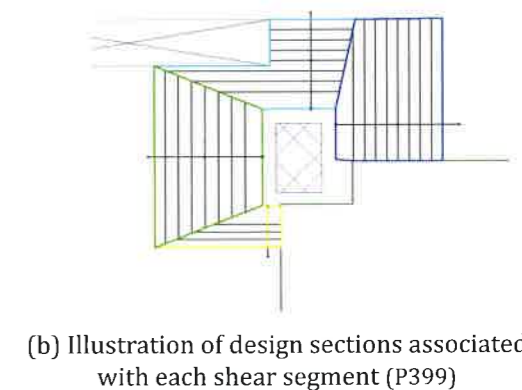 (b) Illustration of design sections associated
with each shear segment (P399)